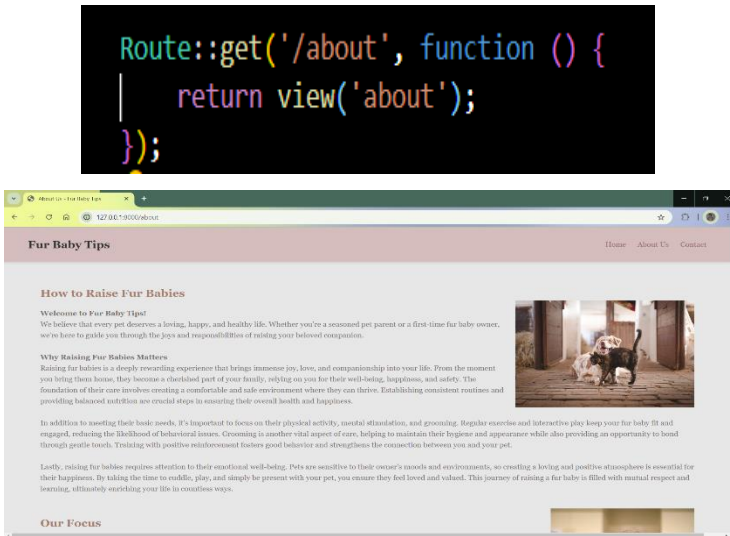 Route::get('/about', function () {
return view('about');
});
About Us - Fur Baby Tips
127.0.0.1:8000/about
Fur Baby Tips
Home About Us Contact
How to Raise Fur Babies
Welcome to Fur Baby Tips!
We believe that every pet deserves a loving, happy, and healthy life. Whether you're a seasoned pet parent or a first-time fur baby owner,
we're here to guide you through the joys and responsibilities of raising your beloved companion.
Why Raising Fur Babies Matters
Raising fur babies is a deeply rewarding experience that brings immense joy, love, and companionship into your life. From the moment
you bring them home, they become a cherished part of your family, relying on you for their well-being, happiness, and safety. The
foundation of their care involves creating a comfortable and safe environment where they can thrive. Establishing consistent routines and
providing balanced nutrition are crucial steps in ensuring their overall health and happiness.
In addition to meeting their basic needs, it's important to focus on their physical activity, mental stimulation, and grooming. Regular exercise and interactive play keep your fur baby fit and
engaged, reducing the likelihood of behavioral issues. Grooming is another vital aspect of care, helping to maintain their hygiene and appearance while also providing an opportunity to bond
through gentle touch. Training with positive reinforcement fosters good behavior and strengthens the connection between you and your pet.
Lastly, raising fur babies requires attention to their emotional well-being. Pets are sensitive to their owner's moods and environments, so creating a loving and positive atmosphere is essential for
their happiness. By taking the time to cuddle, play, and simply be present with your pet, you ensure they feel loved and valued. This journey of raising a fur baby is filled with mutual respect and
learning, ultimately enriching your life in countless ways.
Our Focus